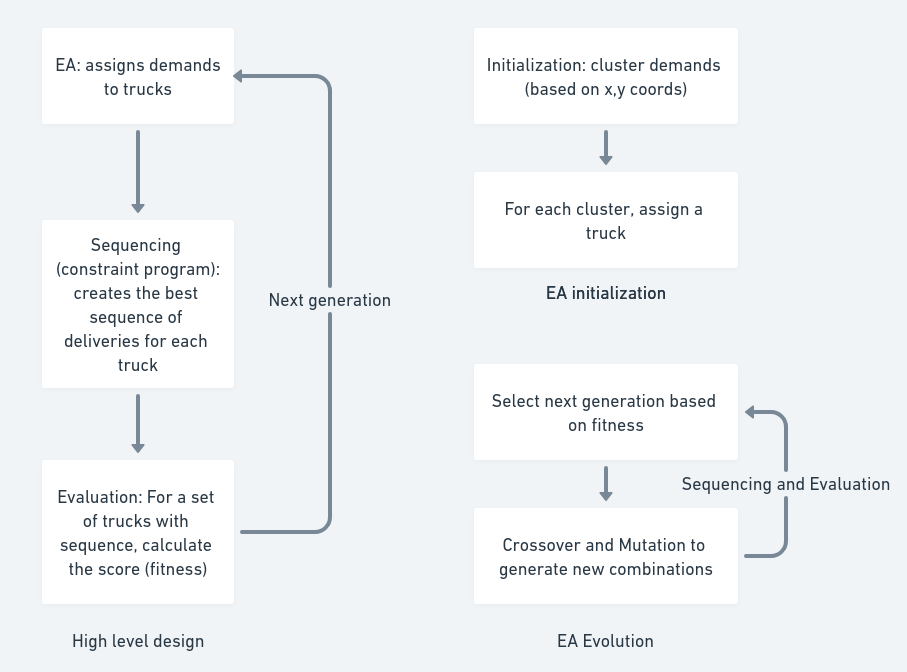 EA: assigns demands
to trucks
Sequencing
(constraint program):
creates the best
sequence of
deliveries for each
truck
Next generation
Evaluation: For a set
of trucks with
sequence, calculate
the score (fitness)
High level design
Initialization: cluster demands
(based on x,y coords)
For each cluster, assign a
truck
EA initialization
Select next generation based
on fitness
Sequencing and Evaluation
Crossover and Mutation to
generate new combinations
EA Evolution